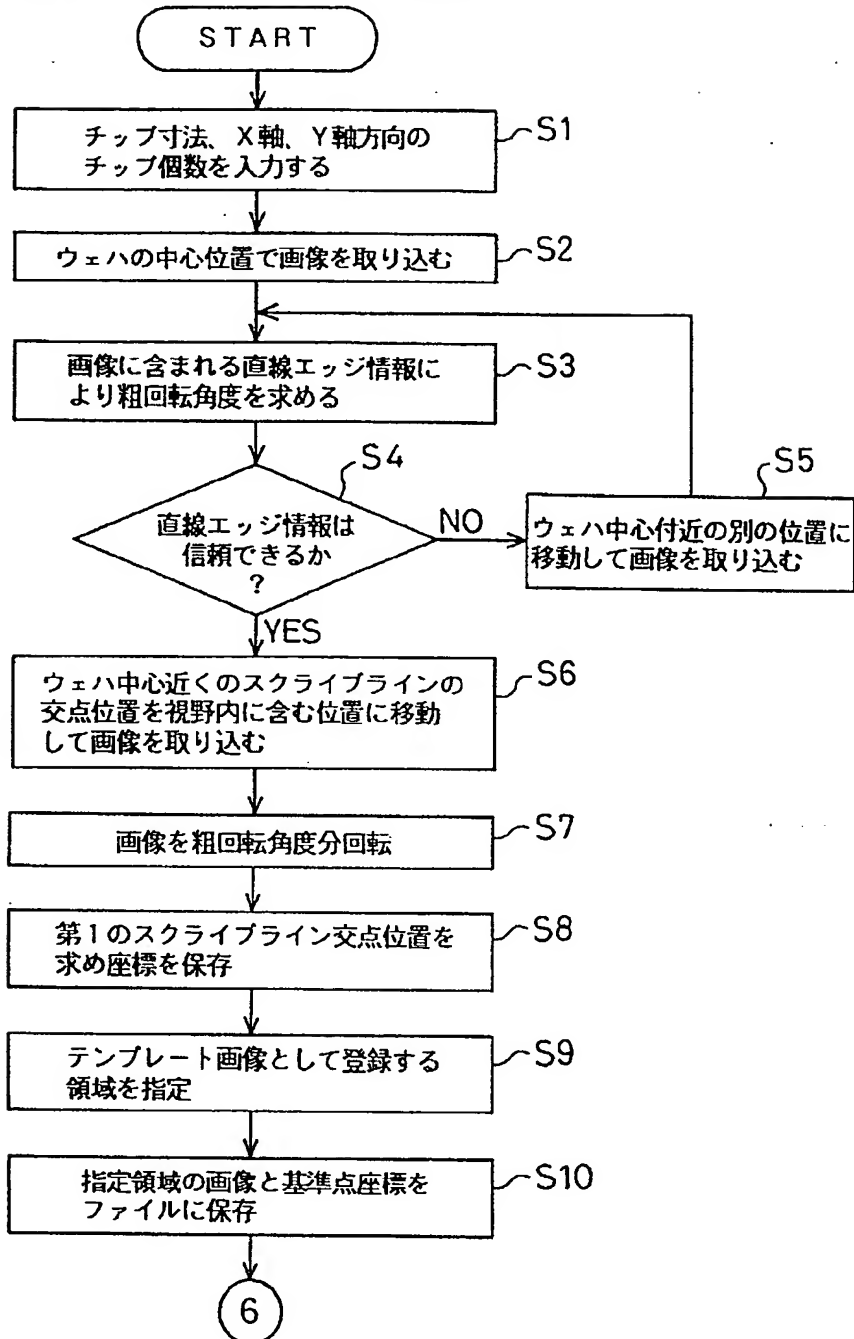 START
チップ寸法、X軸、Y軸方向の
チップ個数を入力する
S1
ウェハの中心位置で画像を取り込む
S2
画像に含まれる直線エッジ情報に
より粗回転角度を求める
S3
S4
直線エッジ情報は
信頼できるか
?
NO
S5
ウェハ中心付近の別の位置に
移動して画像を取り込む
YES
ウェハ中心近くのスクライブラインの
交点位置を視野内に含む位置に移動
して画像を取り込む
S6
画像を粗回転角度分回転
S7
第1のスクライブライン交点位置を
求め座標を保存
S8
テンプレート画像として登録する
領域を指定
S9
指定領域の画像と基準点座標を
ファイルに保存
S10
6